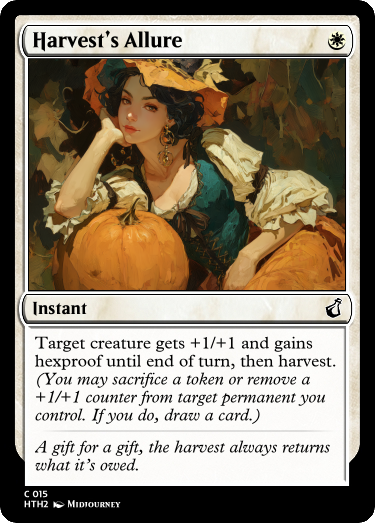 Harvest's Allure
Instant
Target creature gets +1/+1 and gains
hexproof until end of turn, then harvest.
(You may sacrifice a token or remove a
+1/+1 counter from target permanent you
control. If you do, draw a card.)
A gift for a gift, the harvest always returns
what it's owed.
C 015
HTH2 Midjourney